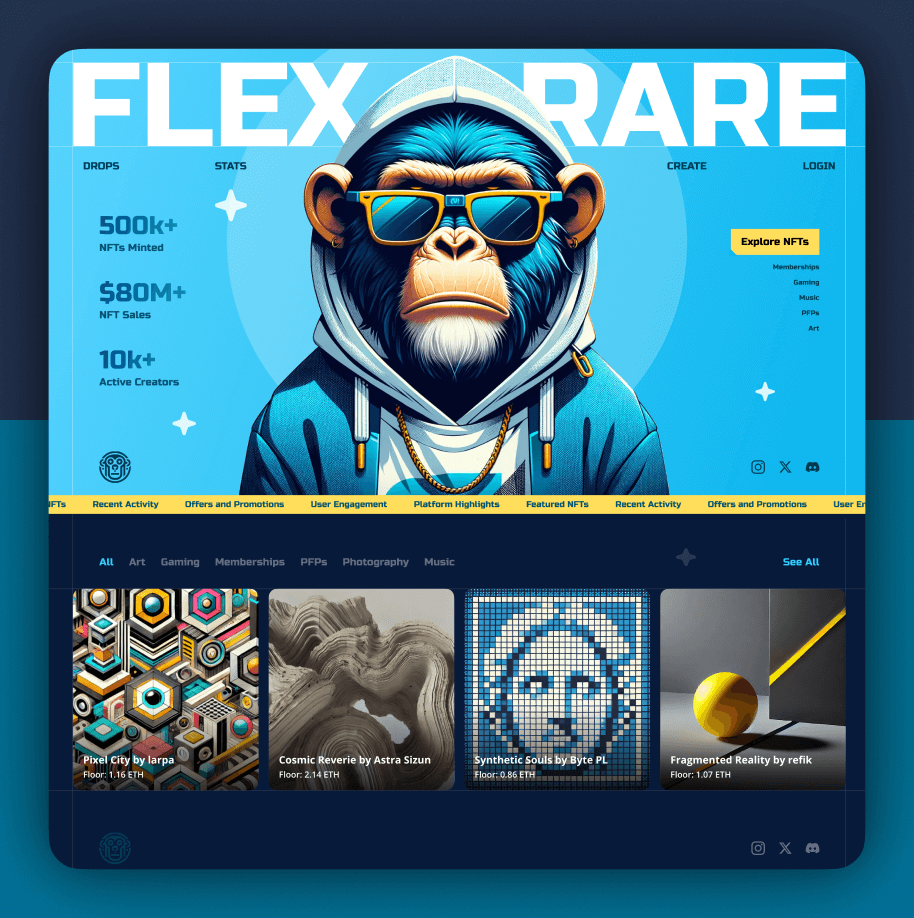 FLEX RARE
DROPS STATS CREATE LOGIN
500k+
NFTs Minted
$80M+
NFT Sales
10k+
Active Creators
Explore NFTs
Memberships
Gaming
Music
PFPs
Art
NFTs Recent Activity Offers and Promotions User Engagement Platform Highlights Featured NFTs Recent Activity Offers and Promotions User En
All Art Gaming Memberships PFPs Photography Music See All
Pixel City by larpa
Floor: 1.16 ETH
Cosmic Reverie by Astra Sizun
Floor: 2.14 ETH
Synthetic Souls by Byte PL
Floor: 0.86 ETH
Fragmented Reality by refik
Floor: 1.07 ETH